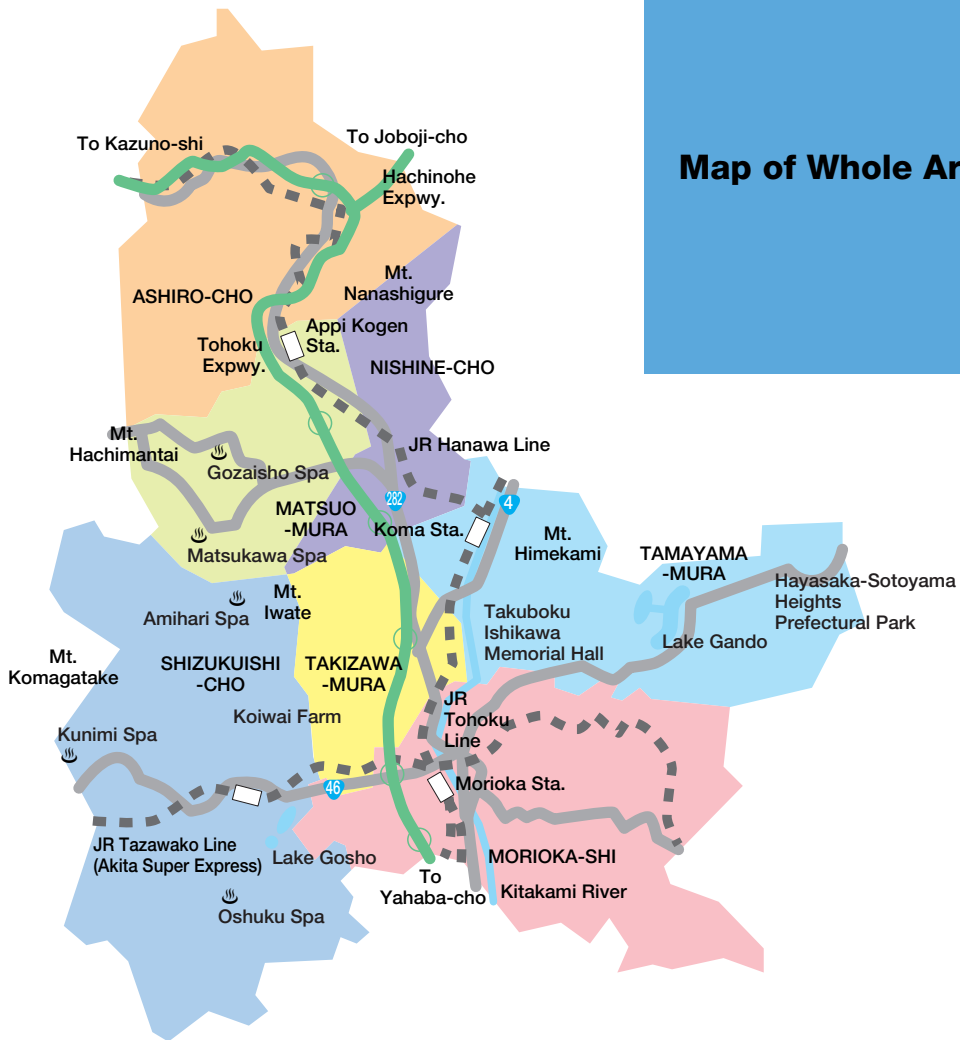 Map of Whole Ar
To Kazuno-shi
To Joboji-cho
Hachinohe
Expwy.
ASHIRO-CHO
Mt.
Nanashigure
Appi Kogen
Sta.
Tohoku
Expwy.
NISHINE-CHO
Mt.
Hachimantai
JR Hanawa Line
Gozaisho Spa
282
4
MATSUO
-MURA
Koma Sta.
Mt.
Himekami
Matsukawa Spa
TAMAYAMA
-MURA
Hayasaka-Sotoyama
Heights
Prefectural Park
Mt.
Iwate
Amihari Spa
Takuboku
Ishikawa
Memorial Hall
Lake Gando
Mt.
Komagatake
SHIZUKUISHI
-CHO
TAKIZAWA
-MURA
Koiwai Farm
JR
Tohoku
Line
Kunimi Spa
46
Morioka Sta.
JR Tazawako Line
(Akita Super Express)
Lake Gosho
MORIOKA-SHI
To
Yahaba-cho
Kitakami River
Oshuku Spa